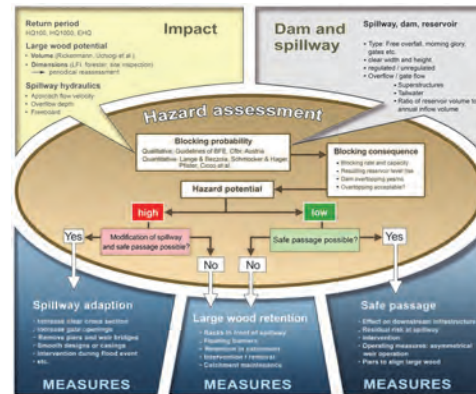 Impact
Return period
HQ100, HQ1000, EHQ
Large wood potential
Volume (Rickenmann, Uchiogi et al.)
Dimensions (LFI, forester, site inspection)
periodical reassessment
Spillway hydraulics
Approach flow velocity
Overflow depth
Freeboard
Dam and
spillway
Spillway, dam, reservoir
Type: Free overfall, morning glory,
gates etc.
clear width and height
regulated / unregulated
Overflow / gate flow
Superstructures
Tailwater
Ratio of reservoir volume to
annual inflow volume
Hazard assessment
Blocking probability
Qualitative: Guidelines of BFE, Austria
Quantitative: Lange & Bezzola, Schmocker & Hager,
Pfister, et al.
Blocking consequence
Blocking rate and capacity
Resulting reservoir level rise
Dam overtopping
Overtopping acceptable?
Hazard potential
high
low
Yes
Modification of spillway
and safe passage possible?
No
No
Safe passage possible?
Yes
Spillway adaption
Increase clear cross section
Increase gate openings
Remove piers and weir bridges
Smooth designs or casings
Intervention during flood event
etc.
MEASURES
Large wood retention
Racks in front of spillway
Floating barriers
Retention in catchment
Intervention / removal
Catchment maintenance
MEASURES
Safe passage
Effect on downstream infrastructure
Residual risk at spillway
Intervention
Operating measures: asymmetrical
weir operation
Piers to align large wood
MEASURES